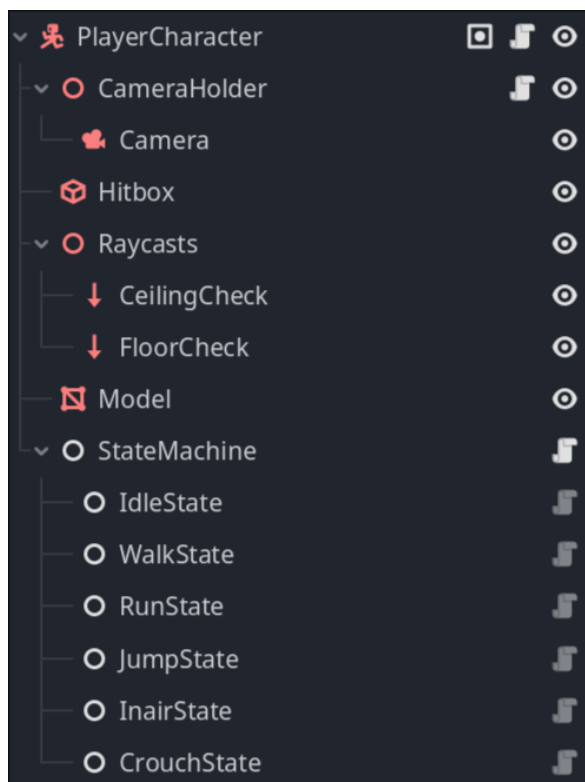 PlayerCharacter
CameraHolder
Camera
Hitbox
Raycasts
CeilingCheck
FloorCheck
Model
StateMachine
IdleState
WalkState
RunState
JumpState
InairState
CrouchState